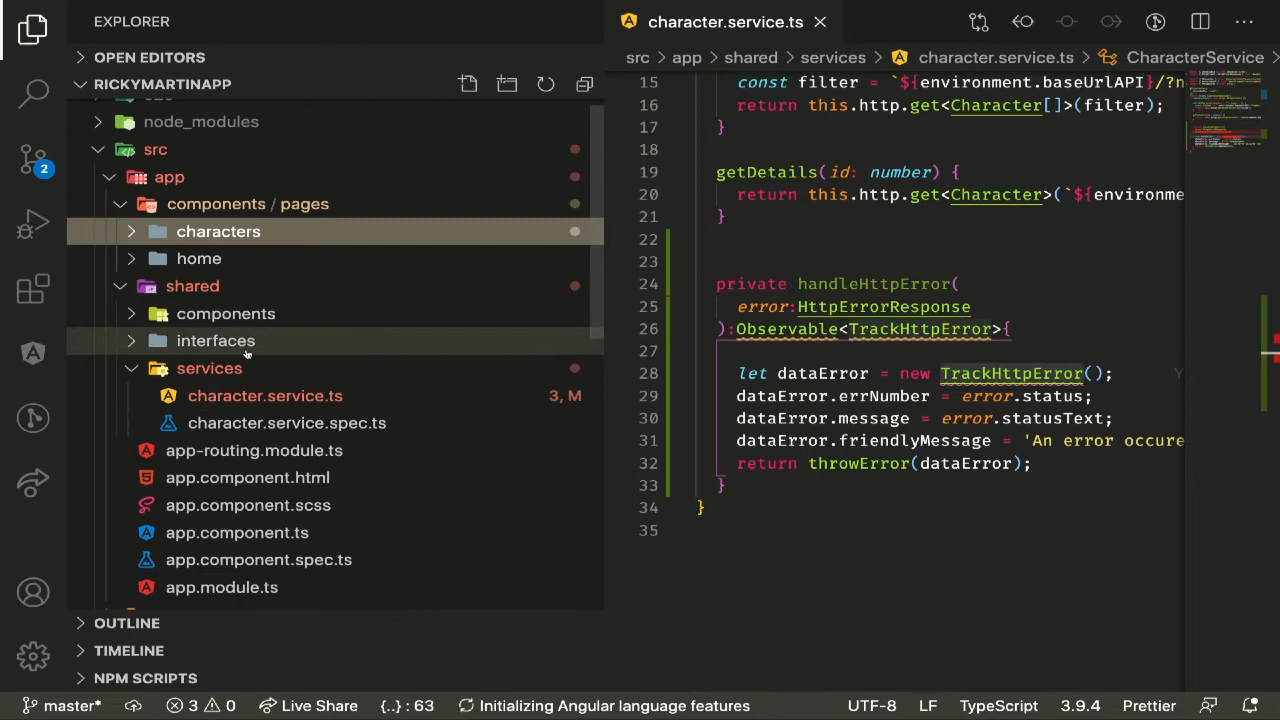 EXPLORER
OPEN EDITORS
RICKYMARTINAPP
node_modules
src
app
components / pages
characters
home
shared
components
interfaces
services
character.service.ts 3, M
character.service.spec.ts
app-routing.module.ts
app.component.html
app.component.scss
app.component.ts
app.component.spec.ts
app.module.ts
OUTLINE
TIMELINE
NPM SCRIPTS
2
character.service.ts
src > app > shared > services > character.service.ts > CharacterService >
15 const filter = `${environment.baseUrlAPI}/?n
16 return this.http.get<Character[]>(filter);
17 }
18
19 getDetails(id: number) {
20 return this.http.get<Character>(`${environme
21 }
22
23
24 private handleHttpError(
25 error:HttpErrorResponse
26 ):Observable<TrackHttpError>{
27
28 let dataError = new TrackHttpError(); Y
29 dataError.errNumber = error.status;
30 dataError.message = error.statusText;
31 dataError.friendlyMessage = 'An error occure
32 return throwError(dataError);
33 }
34 }
35
master* 3 0 Live Share {..} : 63 Initializing Angular language features UTF-8 LF TypeScript 3.9.4 Prettier